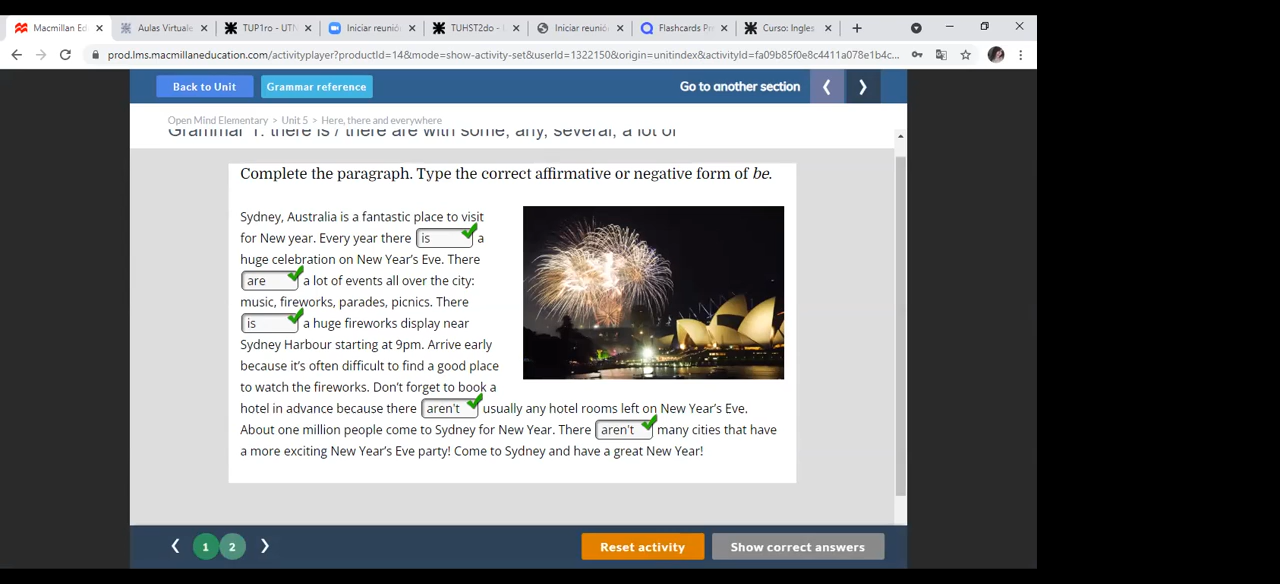 Macmillan Ed
Aulas Virtuale
TUP1ro - UTN
Iniciar reunió
TUHST2do -
Iniciar reunió
Flashcards Pr
Curso: Ingles
prod.lms.macmillaneducation.com/activityplayer?productId=14&mode=show-activity-set&userId=1322150&origin=unitindex&activityId=fa09b85f0e8c4411a078e1b4c...
Back to Unit
Grammar reference
Go to another section
Open Mind Elementary > Unit 5 > Here, there and everywhere
Grammar 1: there is / there are with some, any, several, a lot of
Complete the paragraph. Type the correct affirmative or negative form of be.
Sydney, Australia is a fantastic place to visit
for New year. Every year there is a
huge celebration on New Year's Eve. There
are a lot of events all over the city:
music, fireworks, parades, picnics. There
is a huge fireworks display near
Sydney Harbour starting at 9pm. Arrive early
because it's often difficult to find a good place
to watch the fireworks. Don't forget to book a
hotel in advance because there aren't usually any hotel rooms left on New Year's Eve.
About one million people come to Sydney for New Year. There aren't many cities that have
a more exciting New Year's Eve party! Come to Sydney and have a great New Year!
1 2
Reset activity
Show correct answers